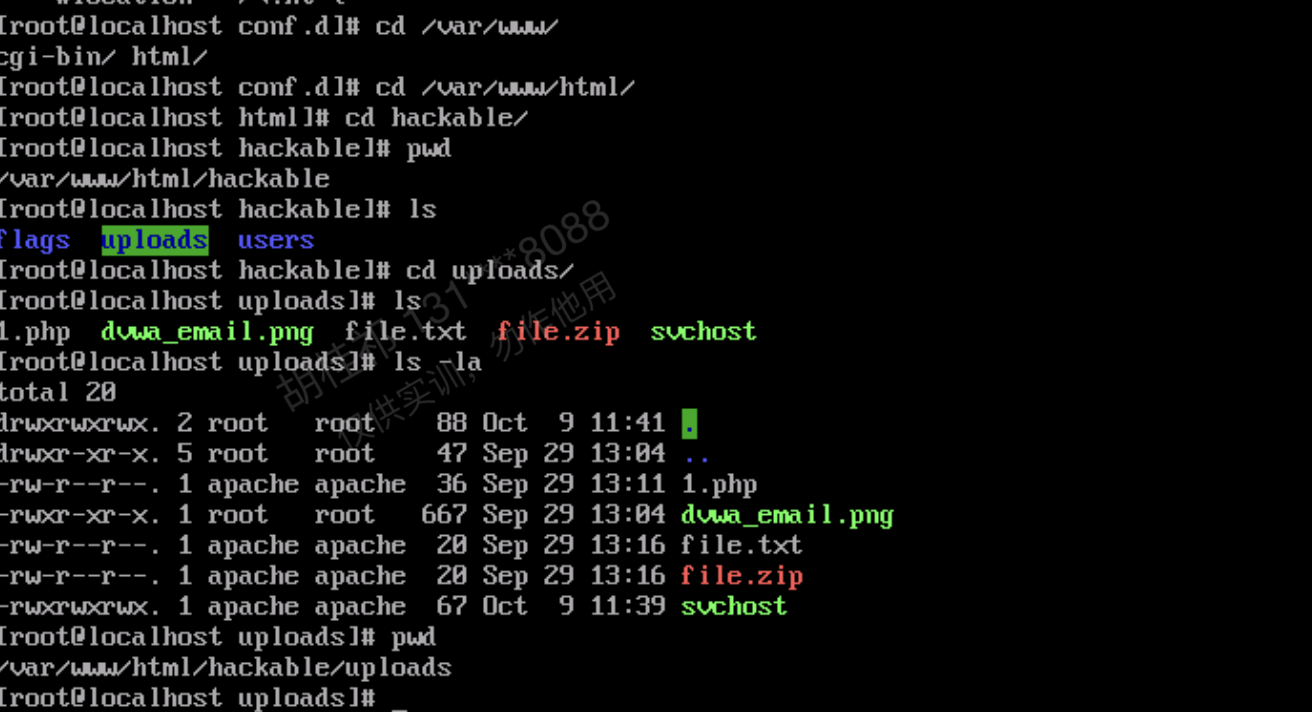 [root@localhost conf.d]# cd /var/www/
cgi-bin/ html/
[root@localhost conf.d]# cd /var/www/html/
[root@localhost html]# cd hackable/
[root@localhost hackable]# pwd
/var/www/html/hackable
[root@localhost hackable]# ls
flags uploads users
[root@localhost hackable]# cd uploads/
[root@localhost uploads]# ls
1.php dvwa_email.png file.txt file.zip svchost
[root@localhost uploads]# ls -la
total 20
drwxrwxrwx. 2 root root 88 Oct 9 11:41 .
drwxr-xr-x. 5 root root 47 Sep 29 13:04 ..
-rw-r--r--. 1 apache apache 36 Sep 29 13:11 1.php
-rwxr-xr-x. 1 root root 667 Sep 29 13:04 dvwa_email.png
-rw-r--r--. 1 apache apache 20 Sep 29 13:16 file.txt
-rw-r--r--. 1 apache apache 20 Sep 29 13:16 file.zip
-rwxrwxrwx. 1 apache apache 67 Oct 9 11:39 svchost
[root@localhost uploads]# pwd
/var/www/html/hackable/uploads
[root@localhost uploads]# _
131****8088
仅供实训,勿作他用